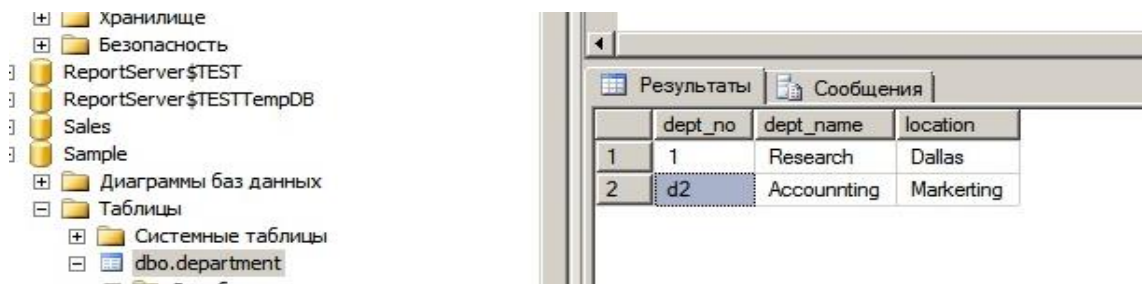 Хранилище
Безопасность
ReportServer$TEST
ReportServer$TESTTempDB
Sales
Sample
Диаграммы баз данных
Таблицы
Системные таблицы
dbo.department
Результаты Сообщения
dept_no dept_name location
1 1 Research Dallas
2 d2 Accounnting Markerting